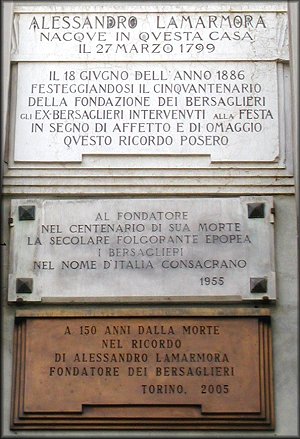 ALESSANDRO LAMARMORA
NACQVE IN QVESTA CASA
IL 27 MARZO 1799
IL 18 GIVGNO DELL'ANNO 1886
FESTEGGIANDOSI IL CINQVANTENARIO
DELLA FONDAZIONE DEI BERSAGLIERI
GLI EX-BERSAGLIERI INTERVENVTI ALLA FESTA
IN SEGNO DI AFFETTO E DI OMAGGIO
QVESTO RICORDO POSERO
AL FONDATORE
NEL CENTENARIO DI SUA MORTE
LA SECOLARE FOLGORANTE EPOPEA
I BERSAGLIERI
NEL NOME D'ITALIA CONSACRANO
1955
A 150 ANNI DALLA MORTE
NEL RICORDO
DI ALESSANDRO LAMARMORA
FONDATORE DEI BERSAGLIERI
TORINO, 2005